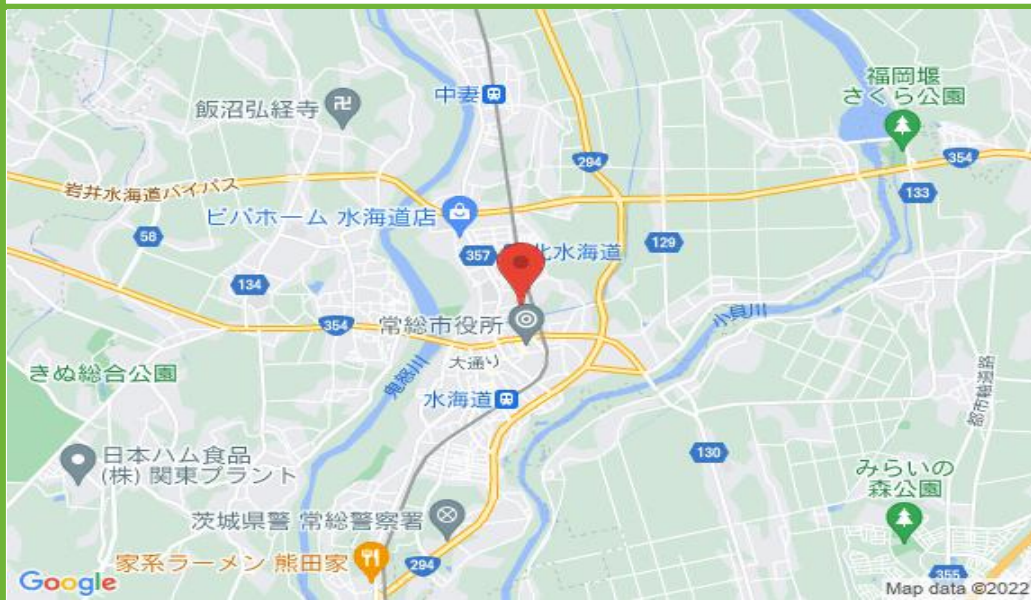 中妻
福岡堰
さくら公園
飯沼弘経寺
294
354
岩井水海道バイパス
133
ビバホーム 水海道店
58
357
北水海道
129
134
小貝川
354
常総市役所
大通り
きぬ総合公園
鬼怒川
水海道
都市軸道路
日本ハム食品
(株) 関東プラント
130
みらいの
森公園
茨城県警 常総警察署
家系ラーメン 熊田家
294
355
Google
Map data ©2022